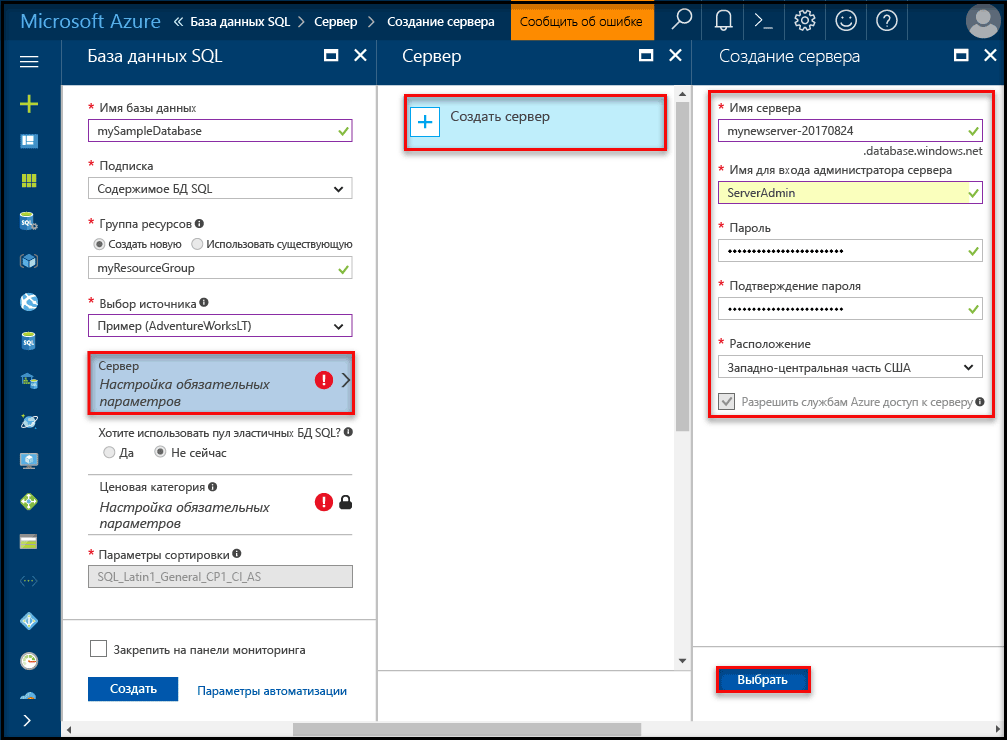 Microsoft Azure « База данных SQL > Сервер > Создание сервера Сообщить об ошибке
База данных SQL
* Имя базы данных
mySampleDatabase
* Подписка
Содержимое БД SQL
* Группа ресурсов
Создать новую Использовать существующую
myResourceGroup
* Выбор источника
Пример (AdventureWorksLT)
Сервер
Настройка обязательных
параметров
Хотите использовать пул эластичных БД SQL?
Да Не сейчас
Ценовая категория
Настройка обязательных
параметров
* Параметры сортировки
SQL_Latin1_General_CP1_CI_AS
Закрепить на панели мониторинга
Создать Параметры автоматизации
Сервер
Создать сервер
Создание сервера
* Имя сервера
mynewserver-20170824
.database.windows.net
* Имя для входа администратора сервера
ServerAdmin
* Пароль
* Подтверждение пароля
* Расположение
Западно-центральная часть США
Разрешить службам Azure доступ к серверу
Выбрать